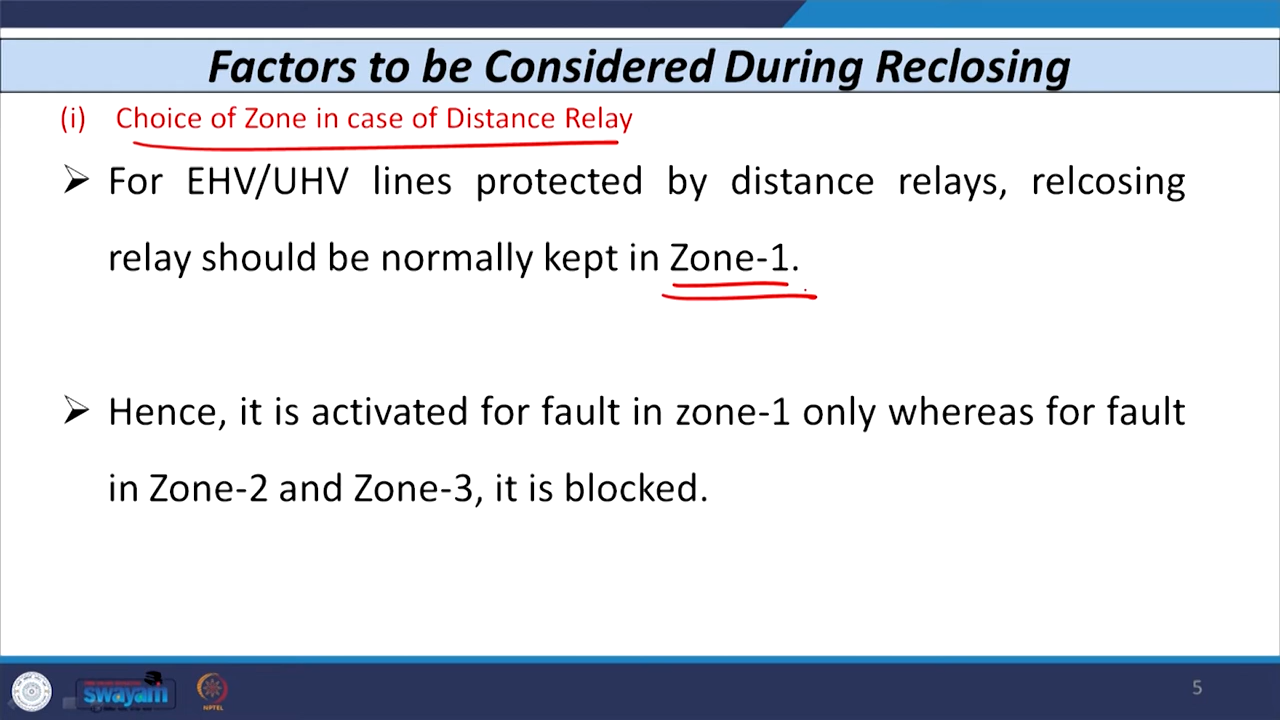 Factors to be Considered During Reclosing
(i) Choice of Zone in case of Distance Relay
➢ For EHV/UHV lines protected by distance relays, relcosing
relay should be normally kept in Zone-1.
➢ Hence, it is activated for fault in zone-1 only whereas for fault
in Zone-2 and Zone-3, it is blocked.
swayam
NPTEL
5